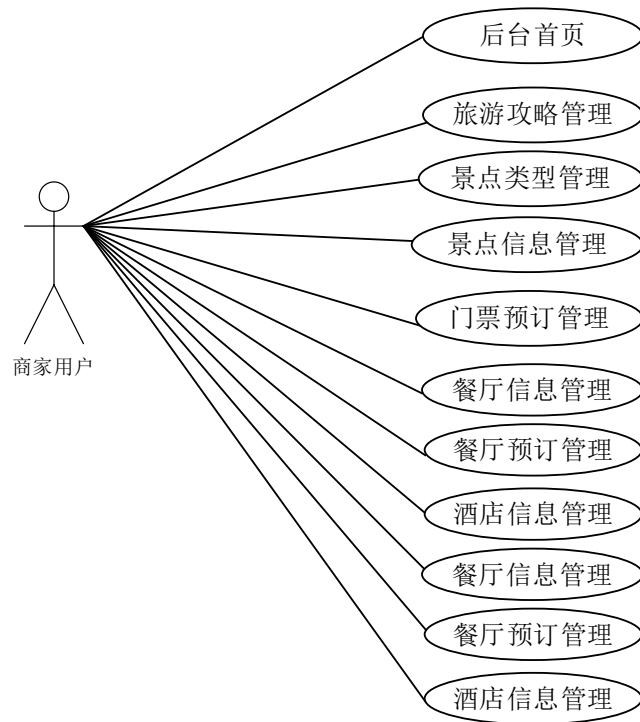 后台首页
旅游攻略管理
景点类型管理
景点信息管理
门票预订管理
商家用户
餐厅信息管理
餐厅预订管理
酒店信息管理
餐厅信息管理
餐厅预订管理
酒店信息管理